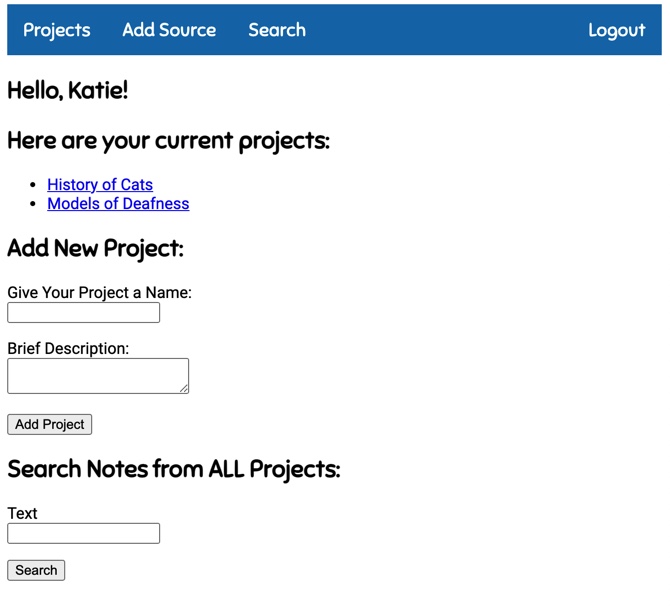 Projects Add Source Search Logout
Hello, Katie!
Here are your current projects:
History of Cats
Models of Deafness
Add New Project:
Give Your Project a Name:
Brief Description:
Add Project
Search Notes from ALL Projects:
Text
Search